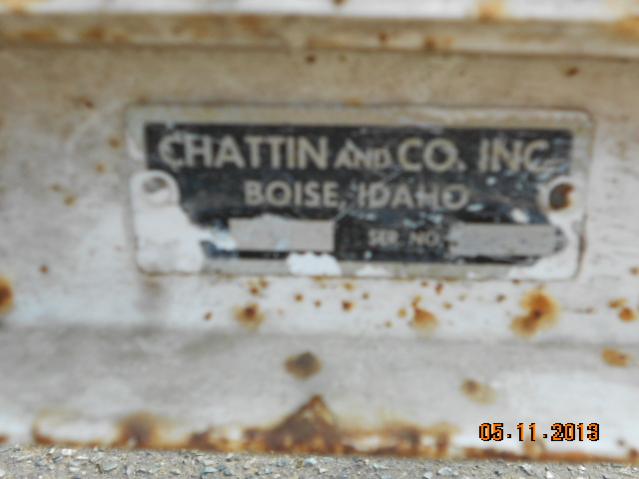 CHATTIN AND CO. INC.
BOISE, IDAHO
SER. NO.
05.11.2013